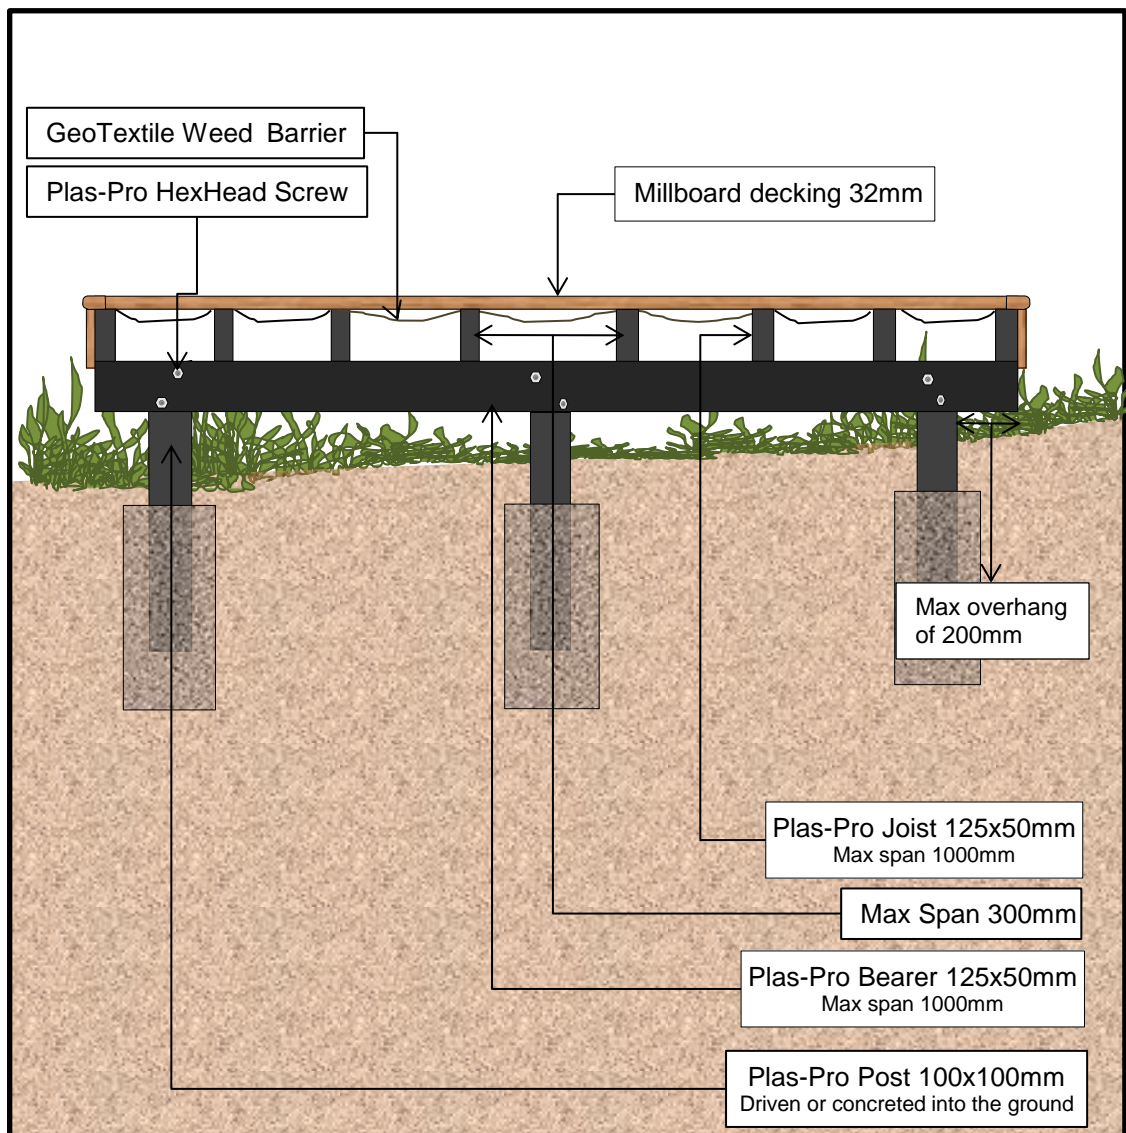 GeoTextile Weed Barrier
Plas-Pro HexHead Screw
Millboard decking 32mm
Max overhang
of 200mm
Plas-Pro Joist 125x50mm
Max span 1000mm
Max Span 300mm
Plas-Pro Bearer 125x50mm
Max span 1000mm
Plas-Pro Post 100x100mm
Driven or concreted into the ground